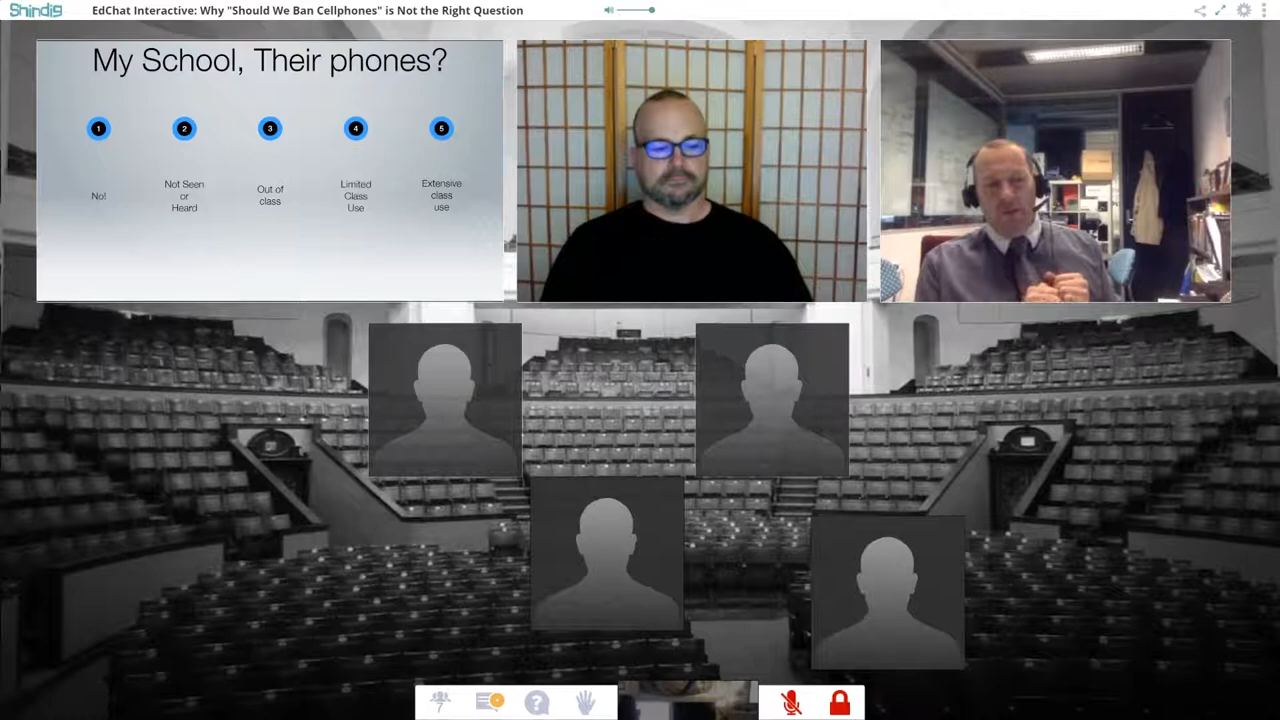 Shindig
EdChat Interactive: Why "Should We Ban Cellphones" is Not the Right Question
My School, Their phones?
1
2
3
4
5
No!
Not Seen
or
Heard
Out of
class
Limited
Class
Use
Extensive
class
use
7
?